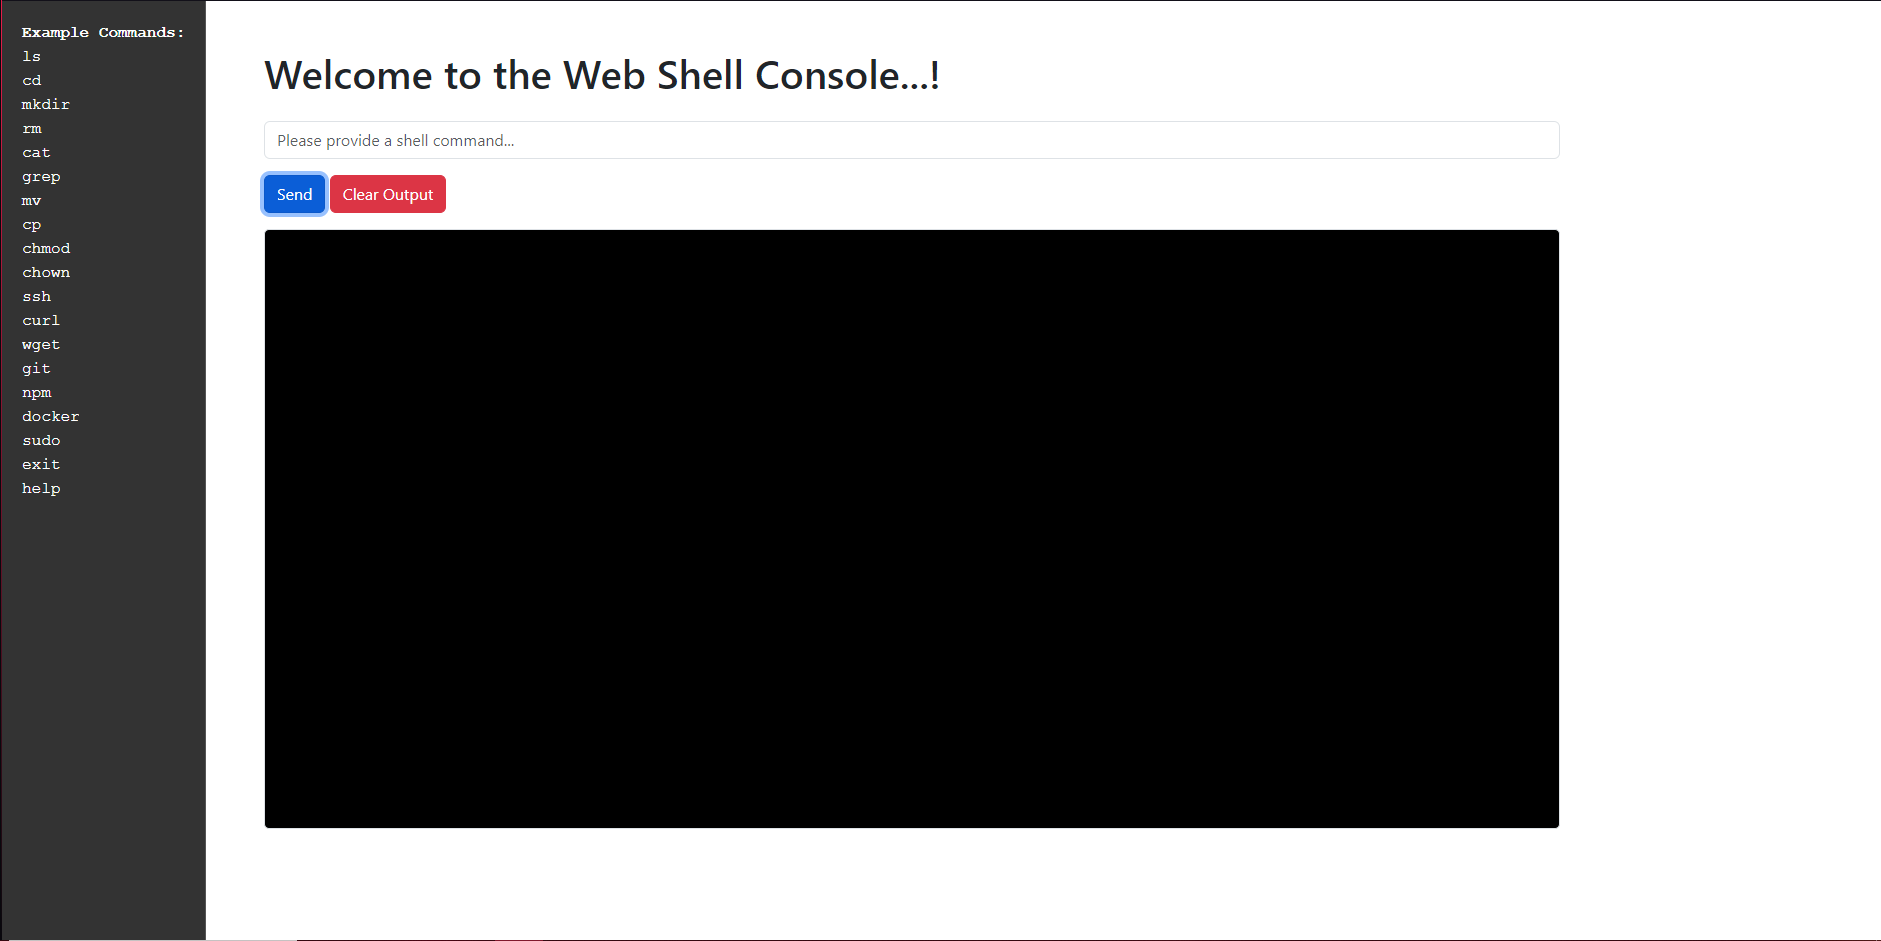 Example Commands:
ls
cd
mkdir
rm
cat
grep
mv
cp
chmod
chown
ssh
curl
wget
git
npm
docker
sudo
exit
help
Welcome to the Web Shell Console...!
Please provide a shell command...
Send
Clear Output